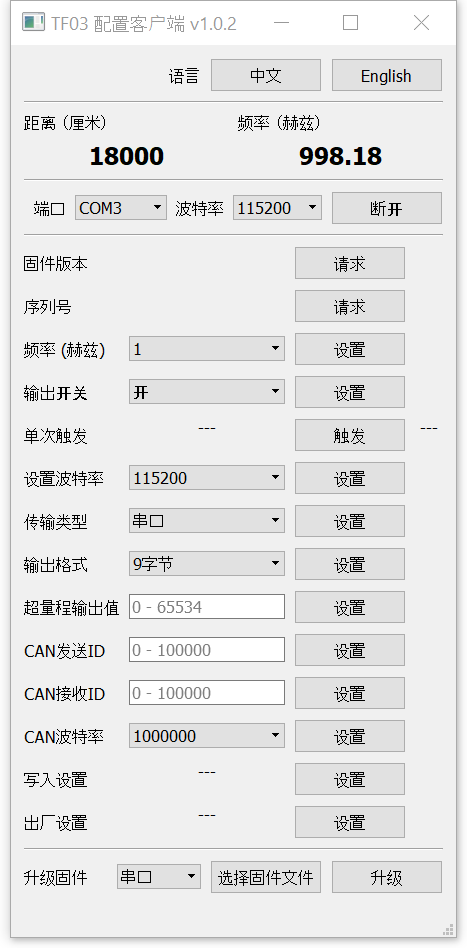 TF03 配置客户端 v1.0.2
语言 中文 English
距离 (厘米) 频率 (赫兹)
18000 998.18
端口 COM3 波特率 115200 断开
固件版本 请求
序列号 请求
频率 (赫兹) 1 设置
输出开关 开 设置
单次触发 --- 触发 ---
设置波特率 115200 设置
传输类型 串口 设置
输出格式 9字节 设置
超量程输出值 0 - 65534 设置
CAN发送ID 0 - 100000 设置
CAN接收ID 0 - 100000 设置
CAN波特率 1000000 设置
写入设置 --- 设置
出厂设置 --- 设置
升级固件 串口 选择固件文件 升级